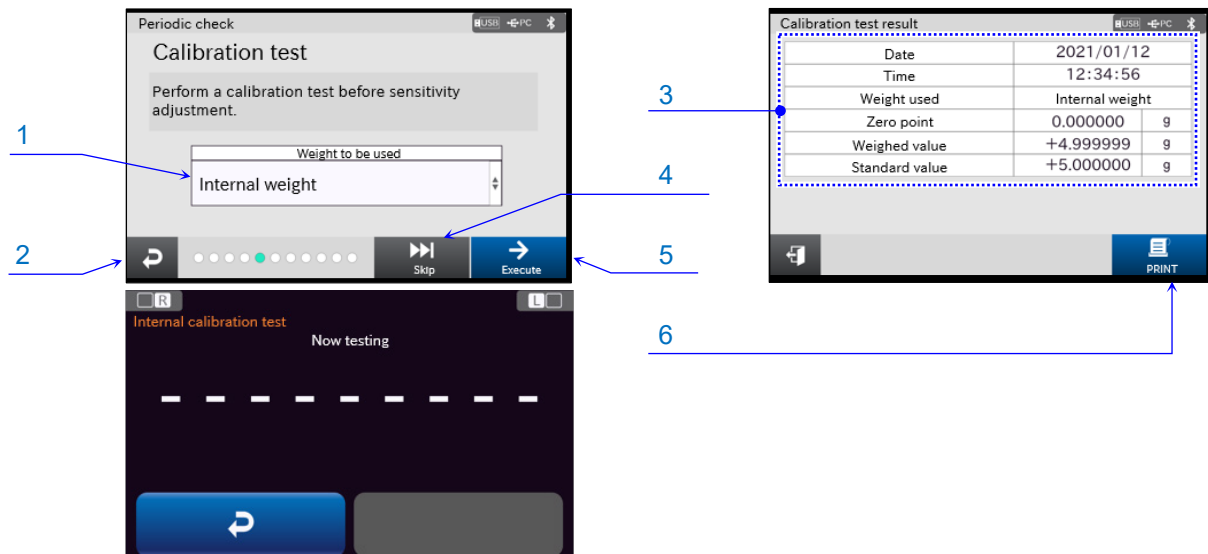 Periodic check
USB PC
Calibration test
Perform a calibration test before sensitivity
adjustment.
Weight to be used
Internal weight
Skip
Execute
1
2
3
4
5
6
R
L
Internal calibration test
Now testing
Calibration test result
USB PC
Date 2021/01/12
Time 12:34:56
Weight used Internal weight
Zero point 0.000000 g
Weighed value +4.999999 g
Standard value +5.000000 g
PRINT